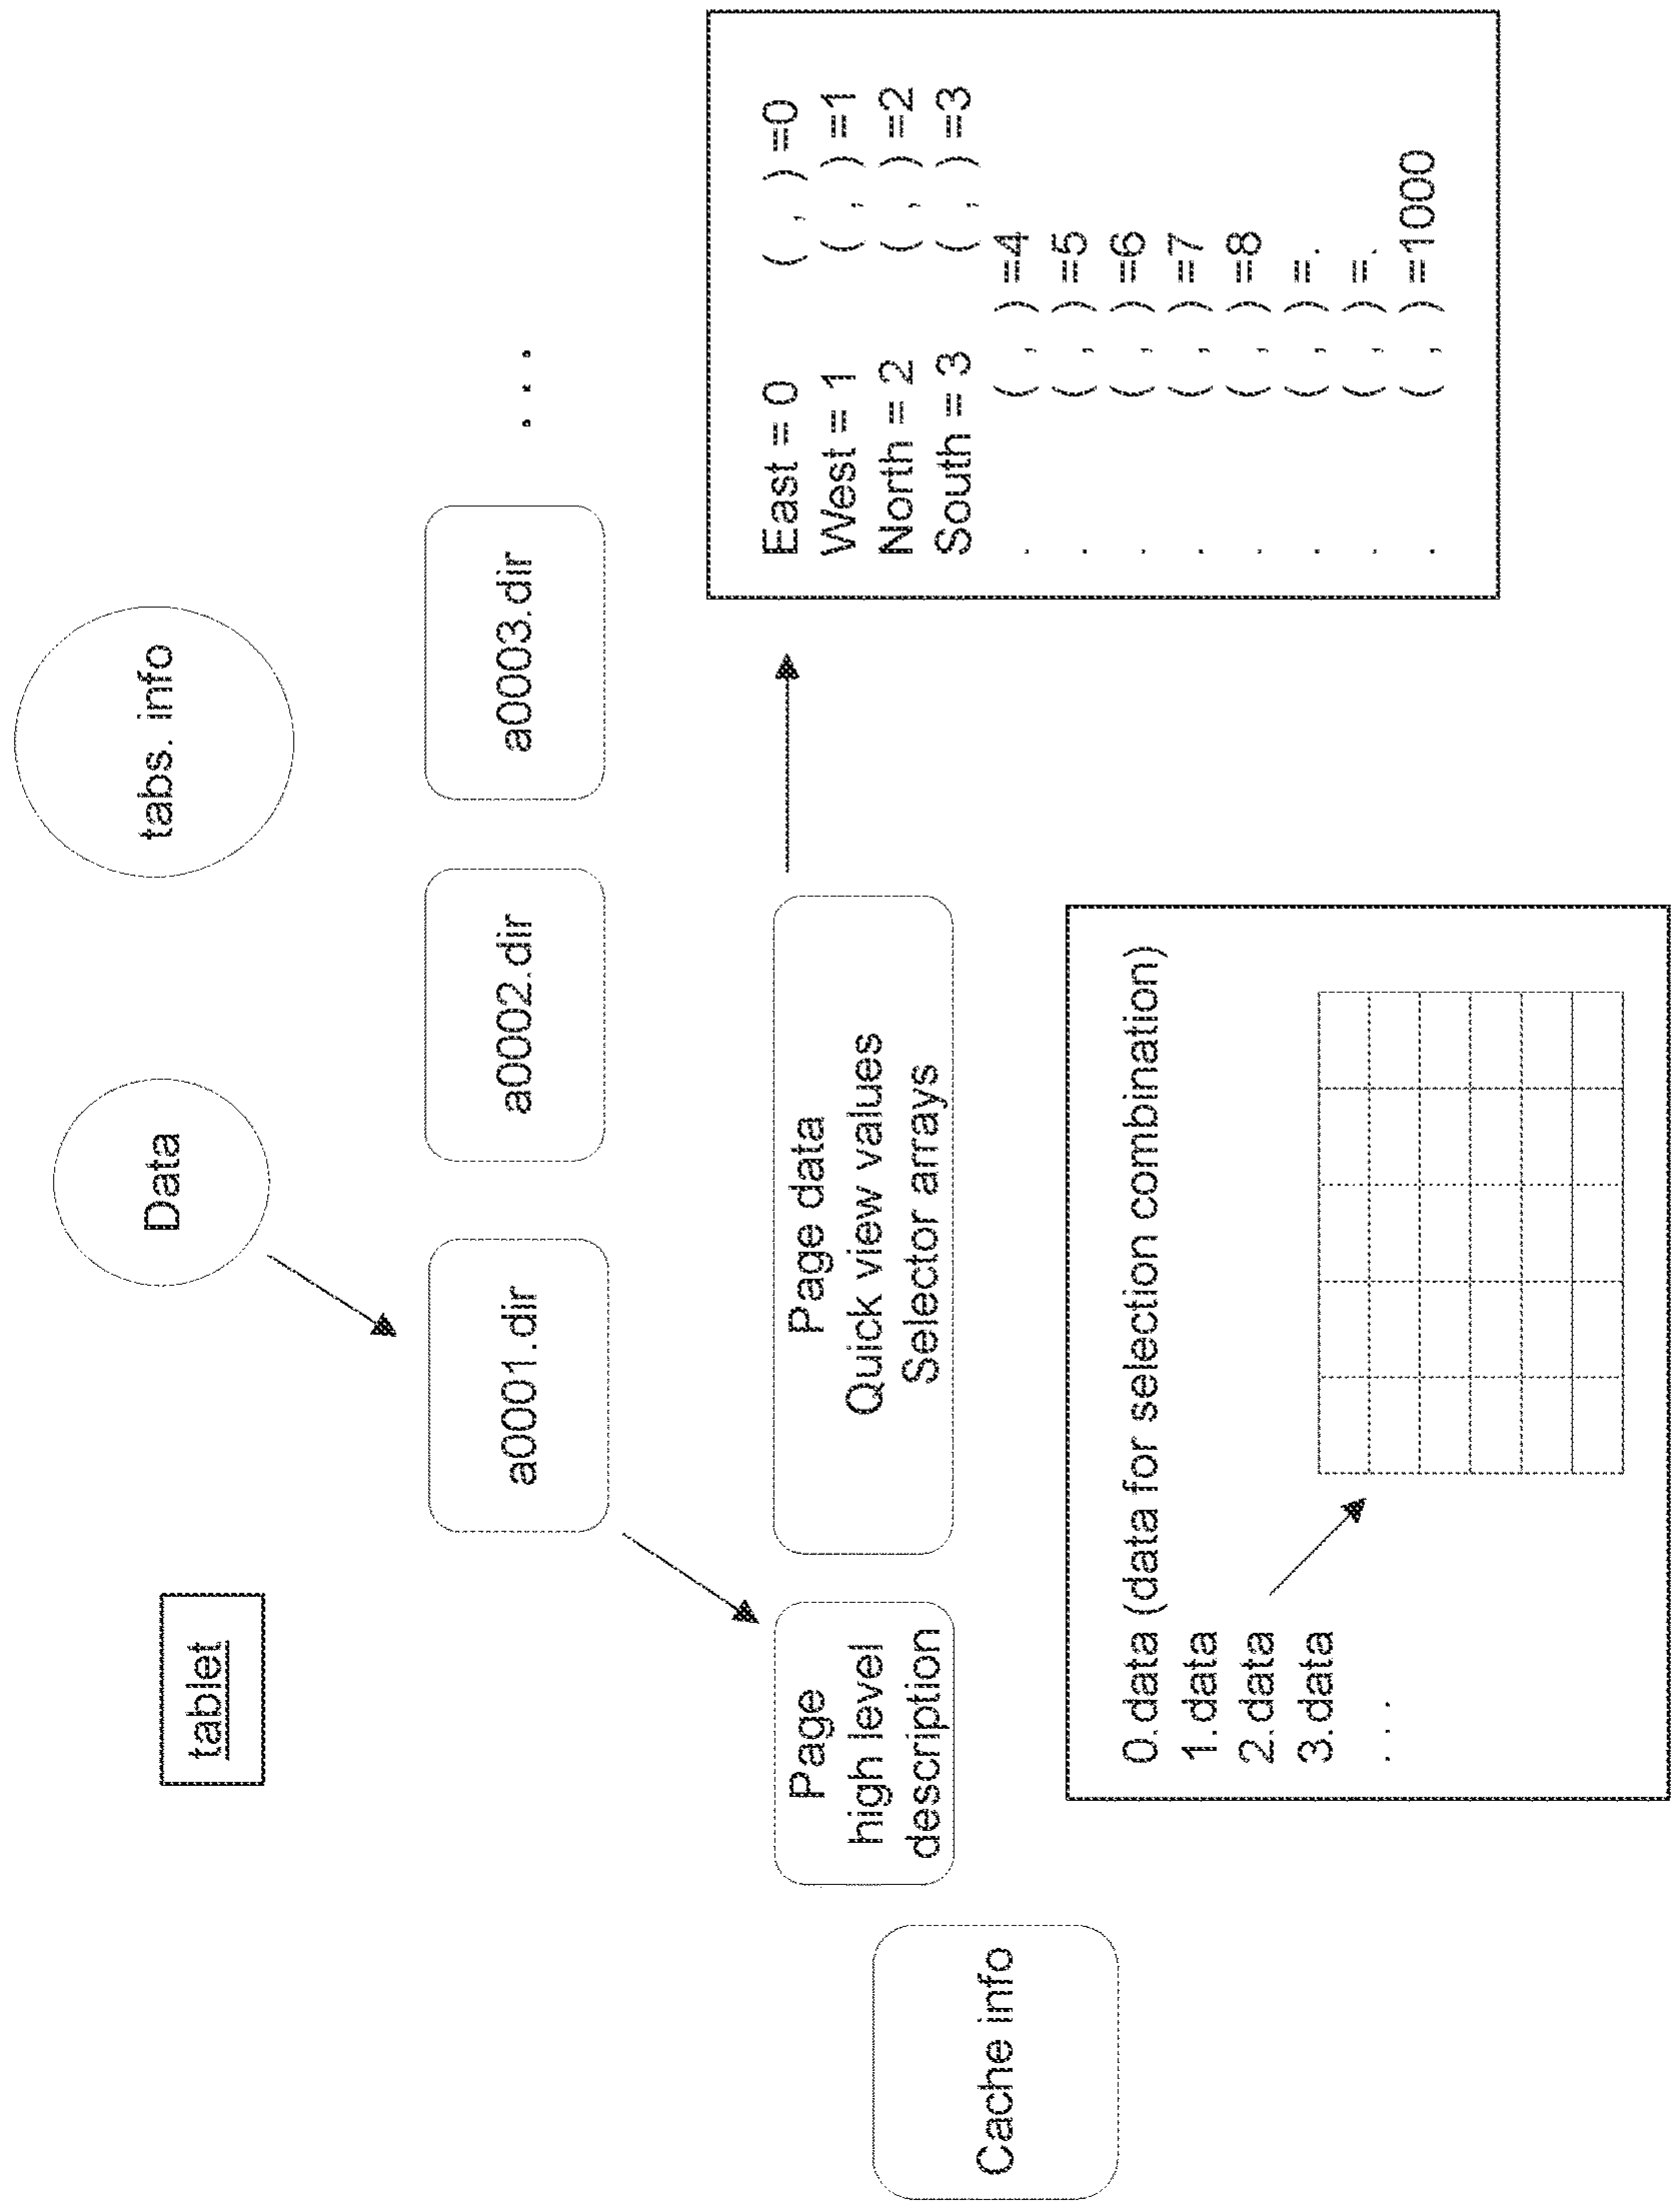 tablet
Data
tabs. info
a0001.dir
a0002.dir
a0003.dir
. . .
Cache info
Page
high level
description
Page data
Quick view values
Selector arrays
East = 0 ( , ) =0
West = 1 ( , ) =1
North = 2 ( , ) =2
South = 3 ( , ) =3
. ( , ) =4
. ( , ) =5
. ( , ) =6
. ( , ) =7
. ( , ) =8
. ( , ) =.
. ( , ) =.
. ( , ) =1000
0.data (data for selection combination)
1.data
2.data
3.data
. . .